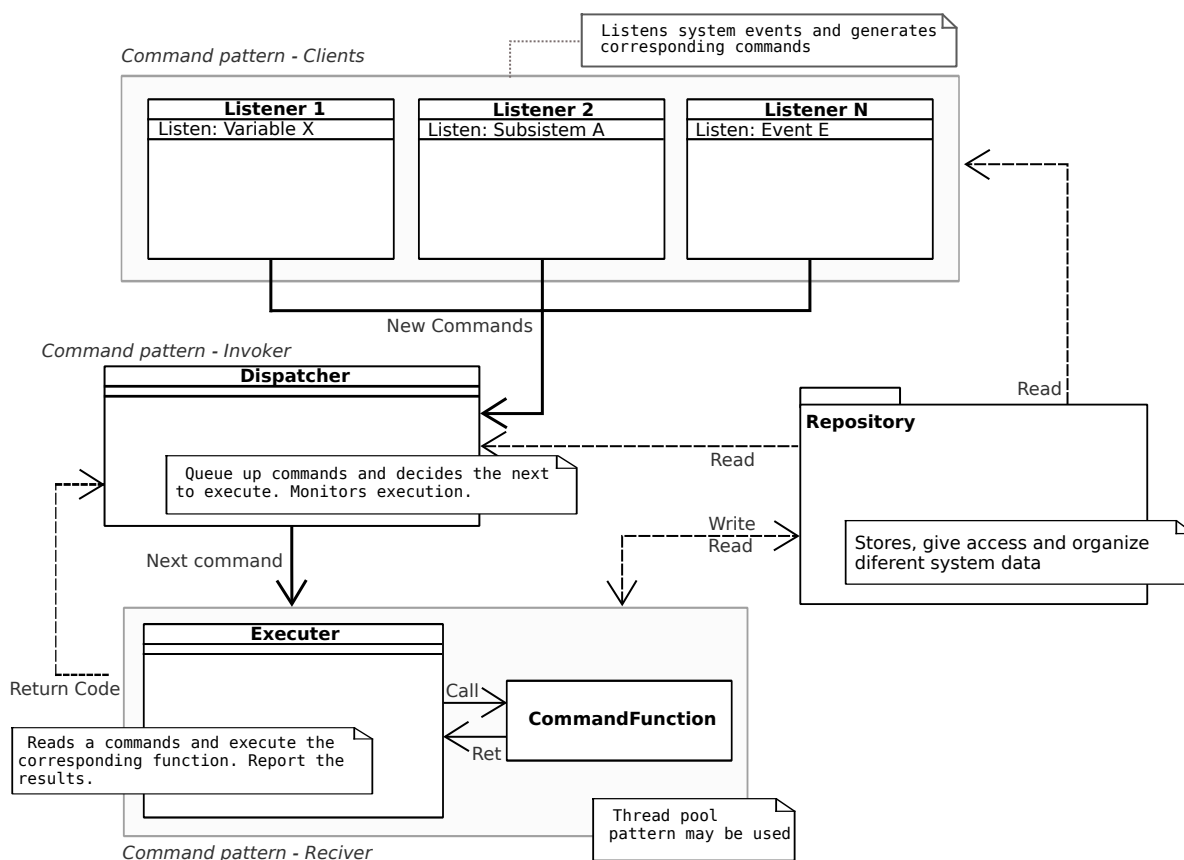 Listens system events and generates
corresponding commands
Command pattern - Clients
Listener 1
Listen: Variable X
Listener 2
Listen: Subsistem A
Listener N
Listen: Event E
New Commands
Command pattern - Invoker
Dispatcher
Queue up commands and decides the next
to execute. Monitors execution.
Read
Repository
Read
Write
Read
Stores, give access and organize
diferent system data
Next command
Executer
Return Code
Call
CommandFunction
Ret
Reads a commands and execute the
corresponding function. Report the
results.
Thread pool
pattern may be used
Command pattern - Reciver